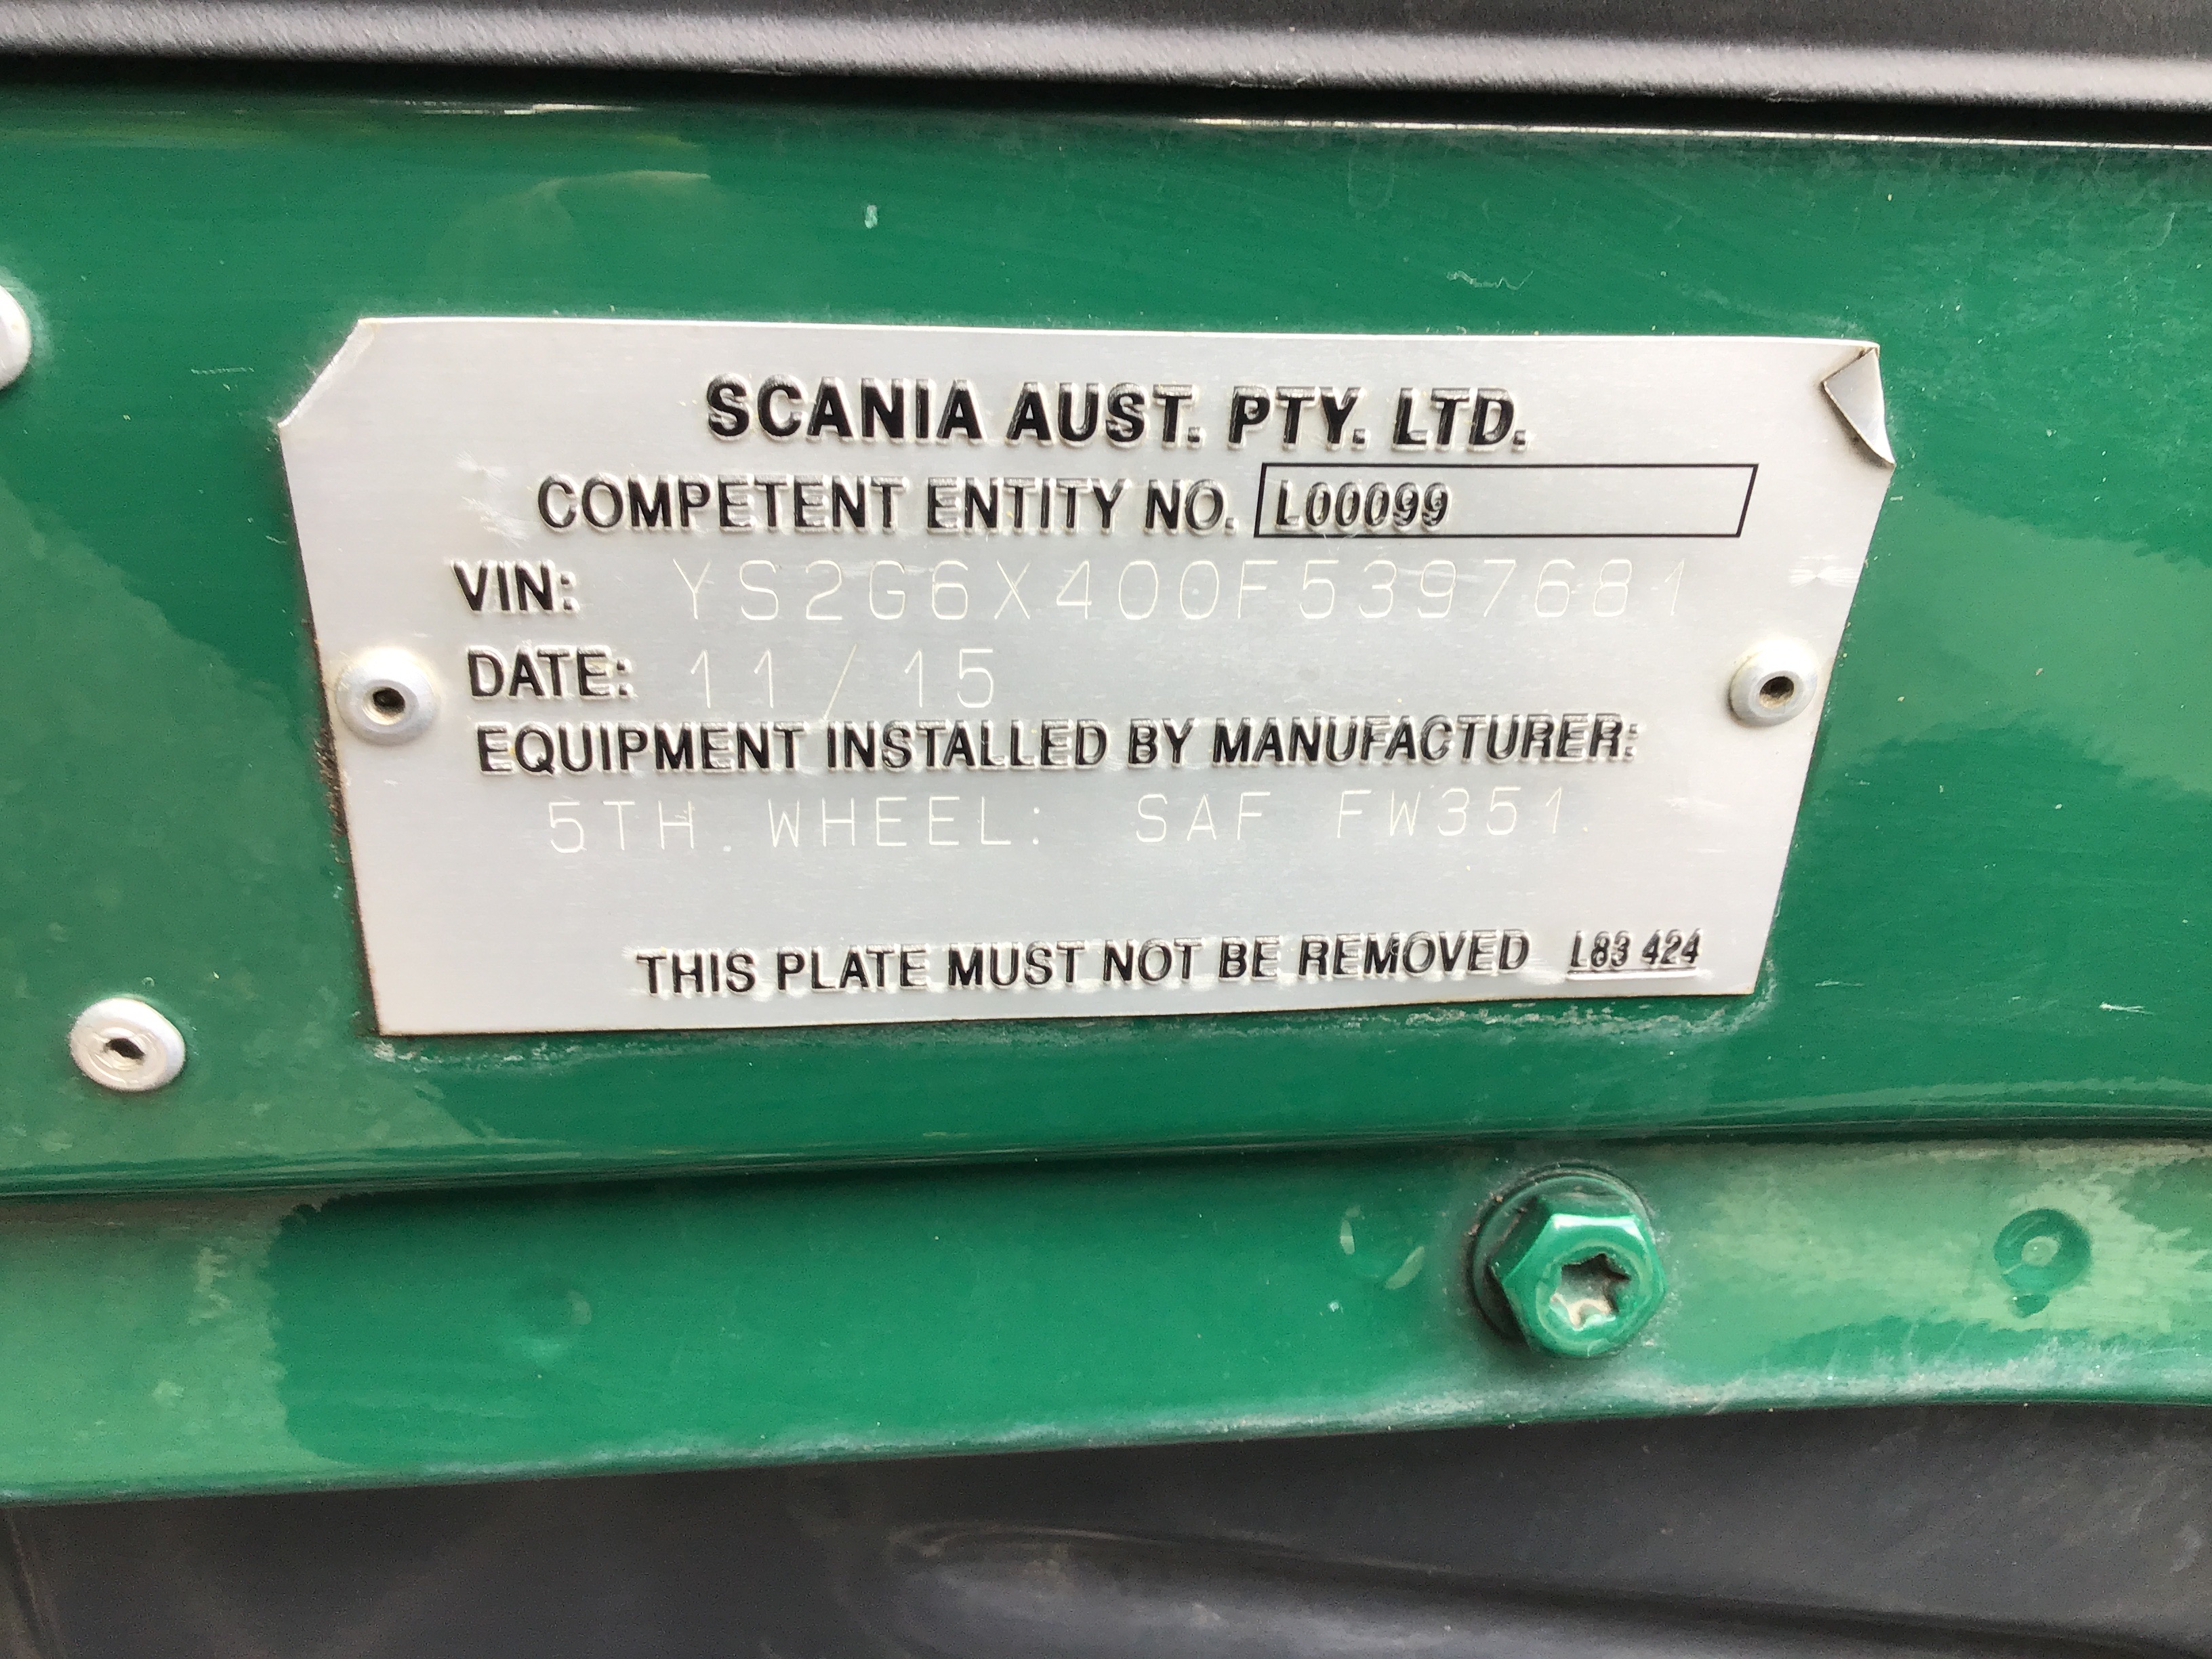 SCANIA AUST. PTY. LTD.
COMPETENT ENTITY NO. L00099
VIN: YS2G6X400F5397681
DATE: 11/15
EQUIPMENT INSTALLED BY MANUFACTURER:
5TH. WHEEL: SAF FW351.
THIS PLATE MUST NOT BE REMOVED L83 424